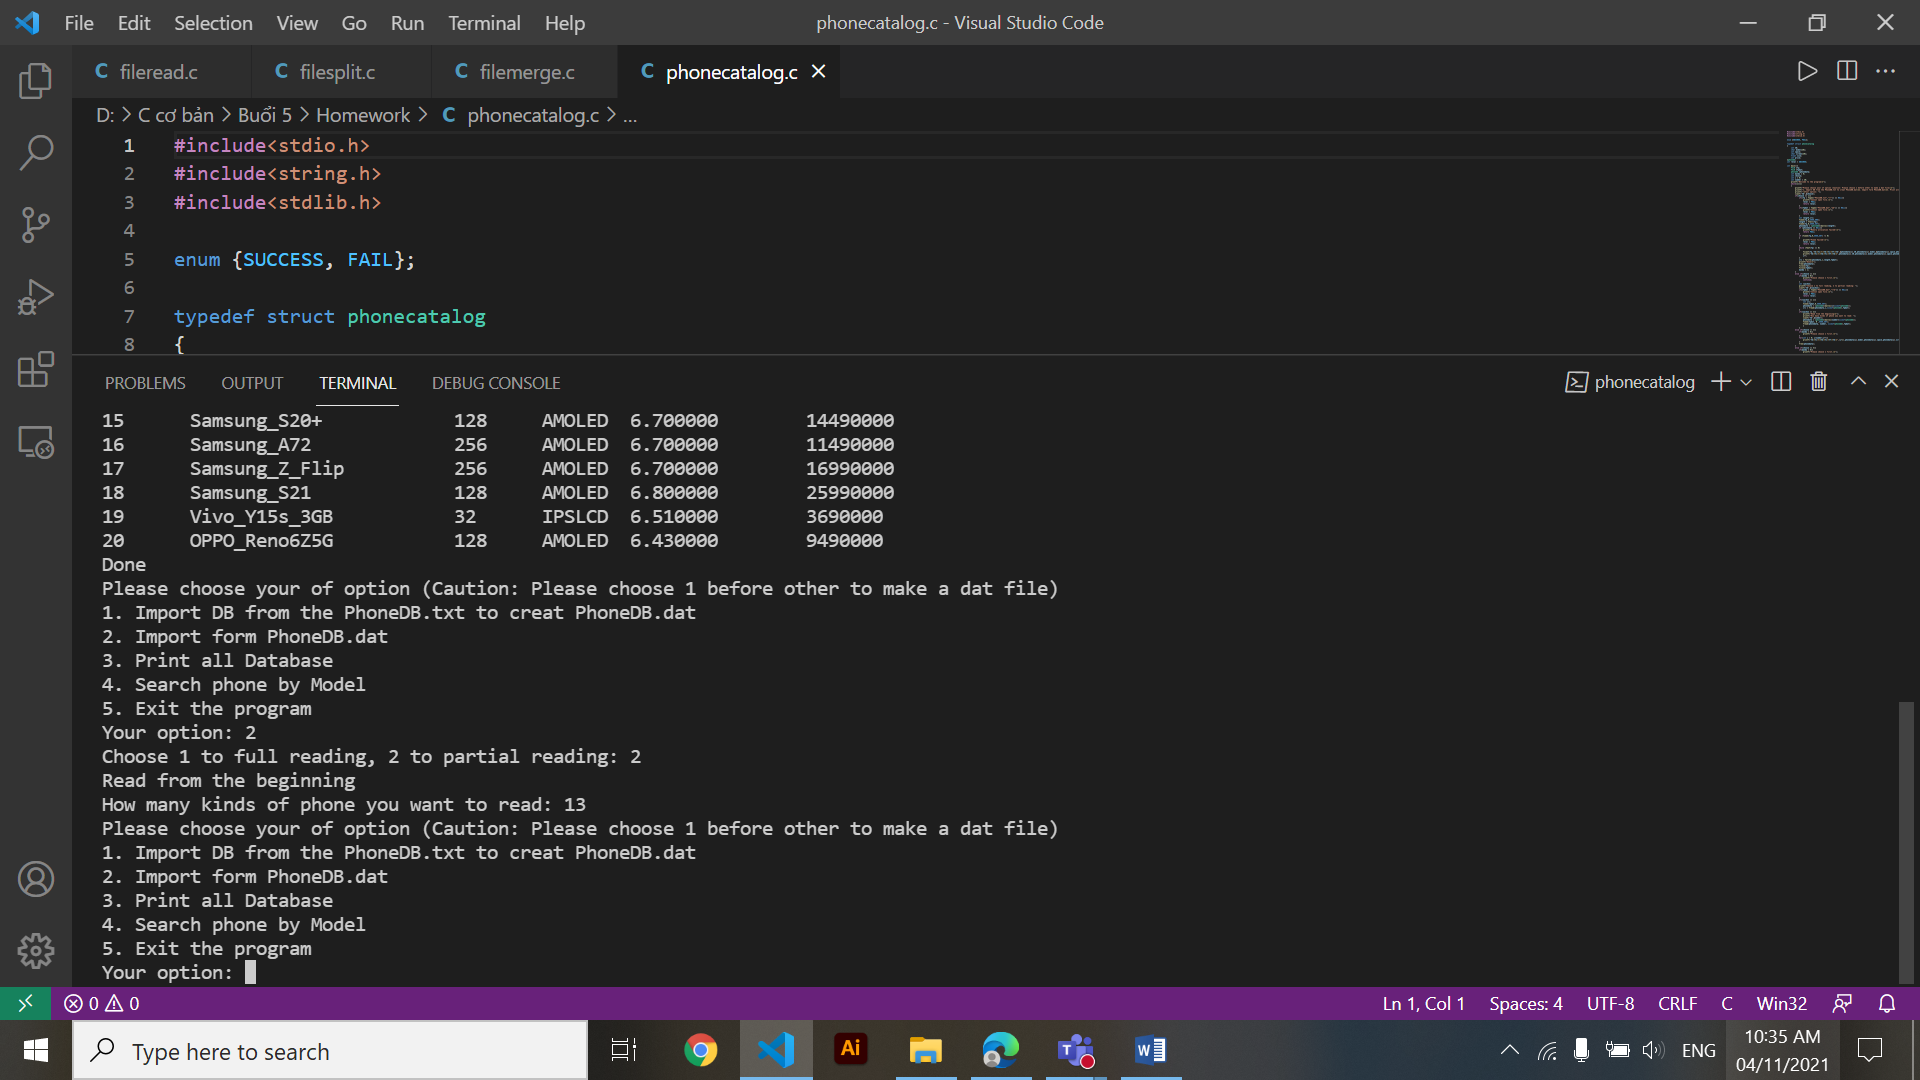 File Edit Selection View Go Run Terminal Help
phonecatalog.c - Visual Studio Code
C fileread.c C filesplit.c C filemerge.c C phonecatalog.c
D: > C cơ bản > Buổi 5 > Homework > C phonecatalog.c > ...
1 #include<stdio.h>
2 #include<string.h>
3 #include<stdlib.h>
4
5 enum {SUCCESS, FAIL};
6
7 typedef struct phonecatalog
8 {
PROBLEMS OUTPUT TERMINAL DEBUG CONSOLE
phonecatalog
15 Samsung_S20+ 128 AMOLED 6.700000 14490000
16 Samsung_A72 256 AMOLED 6.700000 11490000
17 Samsung_Z_Flip 256 AMOLED 6.700000 16990000
18 Samsung_S21 128 AMOLED 6.800000 25990000
19 Vivo_Y15s_3GB 32 IPSLCD 6.510000 3690000
20 OPPO_Reno6Z5G 128 AMOLED 6.430000 9490000
Done
Please choose your of option (Caution: Please choose 1 before other to make a dat file)
1. Import DB from the PhoneDB.txt to creat PhoneDB.dat
2. Import form PhoneDB.dat
3. Print all Database
4. Search phone by Model
5. Exit the program
Your option: 2
Choose 1 to full reading, 2 to partial reading: 2
Read from the beginning
How many kinds of phone you want to read: 13
Please choose your of option (Caution: Please choose 1 before other to make a dat file)
1. Import DB from the PhoneDB.txt to creat PhoneDB.dat
2. Import form PhoneDB.dat
3. Print all Database
4. Search phone by Model
5. Exit the program
Your option:
0 0
Ln 1, Col 1 Spaces: 4 UTF-8 CRLF C Win32
Type here to search
Ai
ENG
10:35 AM
04/11/2021